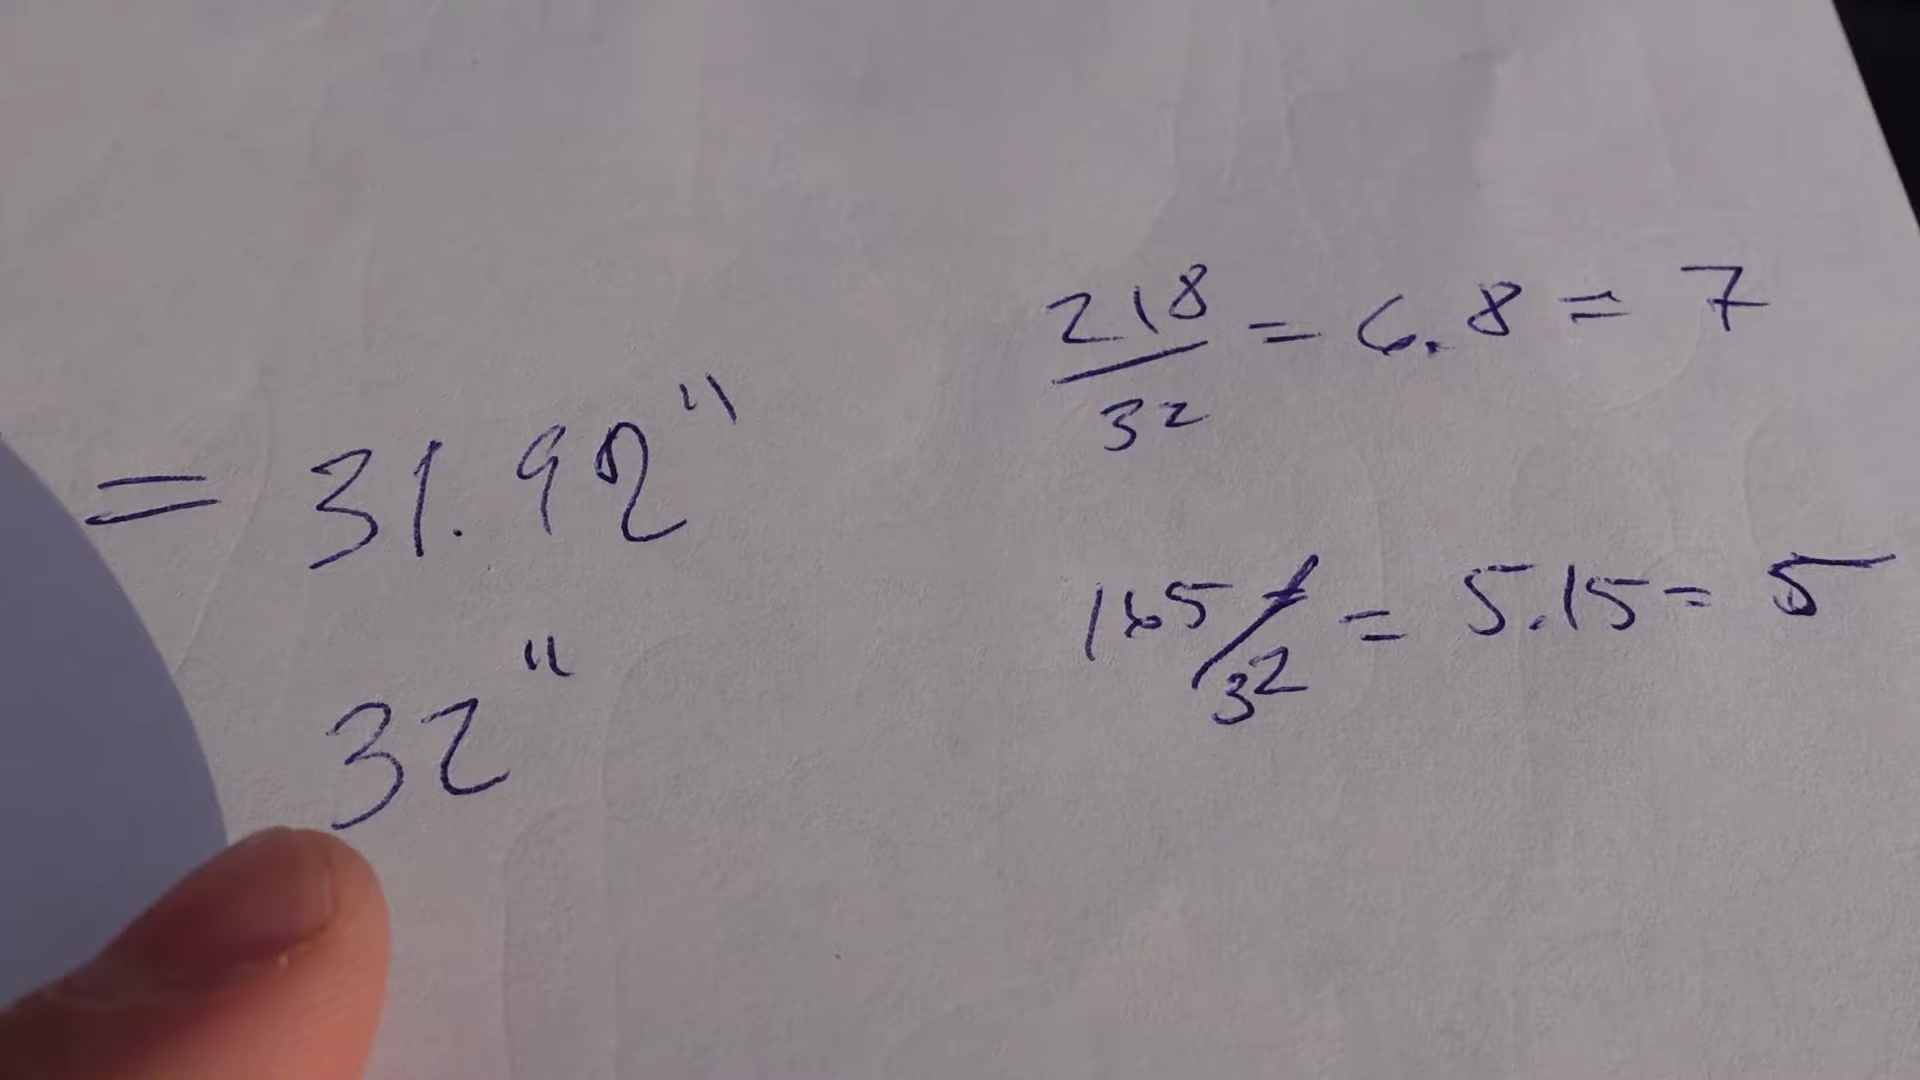 = 31.92"
32"
218/32 = 6.8 = 7
165/32 = 5.15 = 5